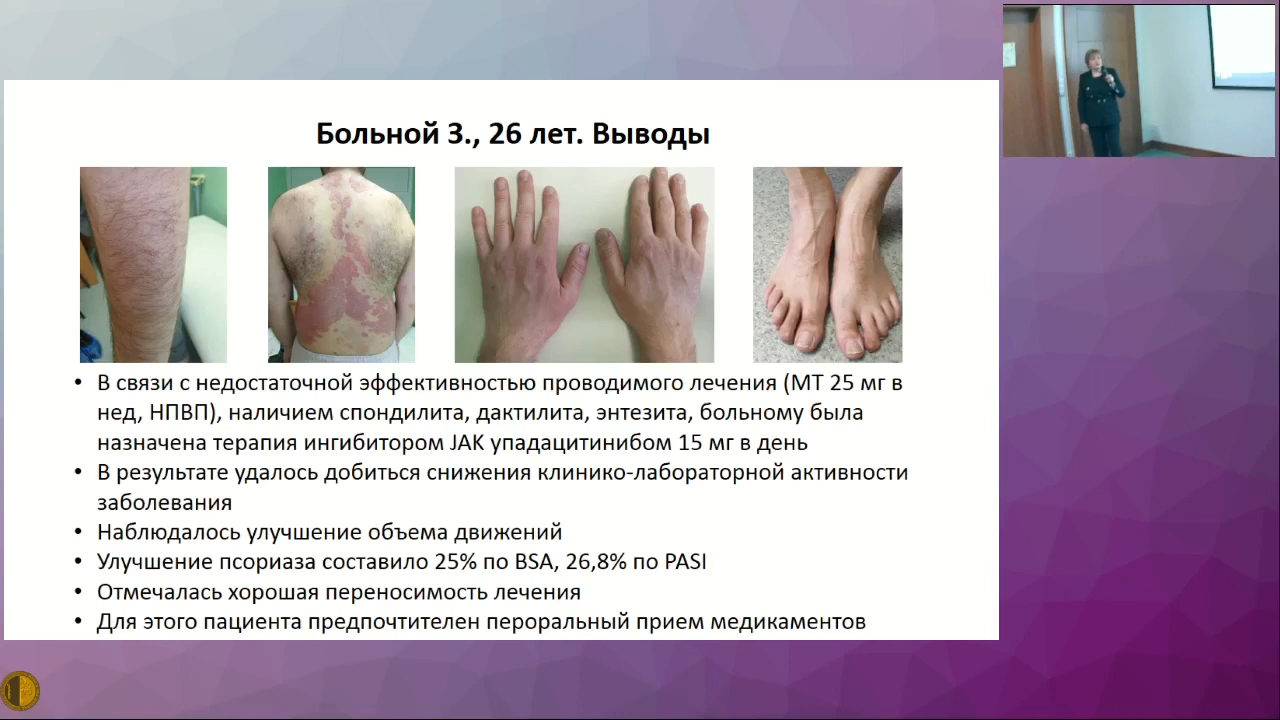 Больной З., 26 лет. Выводы
• В связи с недостаточной эффективностью проводимого лечения (МТ 25 мг в
нед, НПВП), наличием спондилита, дактилита, энтезита, больному была
назначена терапия ингибитором JAK упадацитинибом 15 мг в день
• В результате удалось добиться снижения клинико-лабораторной активности
заболевания
• Наблюдалось улучшение объема движений
• Улучшение псориаза составило 25% по BSA, 26,8% по PASI
• Отмечалась хорошая переносимость лечения
• Для этого пациента предпочтителен пероральный прием медикаментов